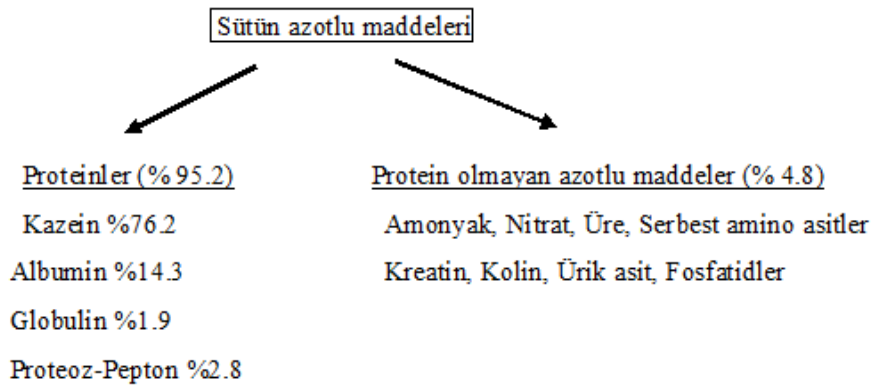 Sütün azotlu maddeleri
Proteinler (% 95.2)
Kazein %76.2
Albumin %14.3
Globulin %1.9
Proteoz-Pepton %2.8
Protein olmayan azotlu maddeler (% 4.8)
Amonyak, Nitrat, Üre, Serbest amino asitler
Kreatin, Kolin, Ürik asit, Fosfatidler